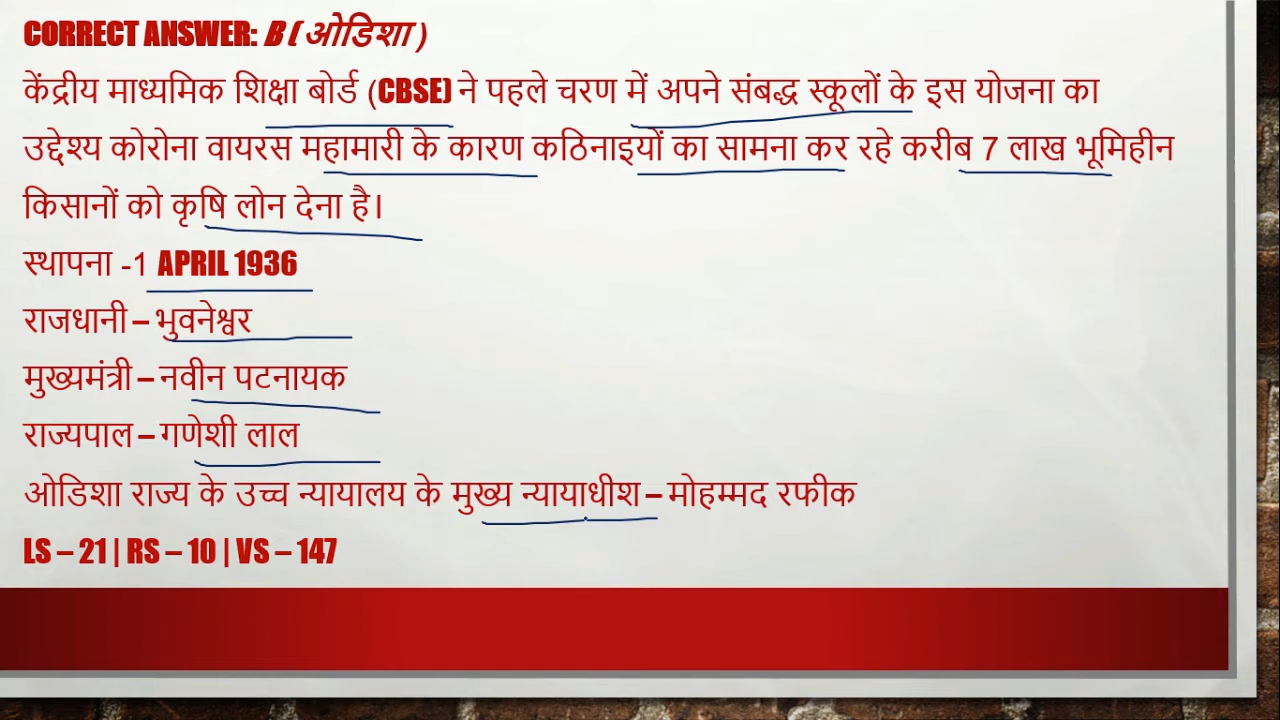 CORRECT ANSWER: B ( ओडिशा )
केंद्रीय माध्यमिक शिक्षा बोर्ड (CBSE) ने पहले चरण में अपने संबद्ध स्कूलों के इस योजना का
उद्देश्य कोरोना वायरस महामारी के कारण कठिनाइयों का सामना कर रहे करीब 7 लाख भूमिहीन
किसानों को कृषि लोन देना है।
स्थापना -1 APRIL 1936
राजधानी – भुवनेश्वर
मुख्यमंत्री – नवीन पटनायक
राज्यपाल – गणेशी लाल
ओडिशा राज्य के उच्च न्यायालय के मुख्य न्यायाधीश – मोहम्मद रफीक
LS – 21 | RS – 10 | VS – 147